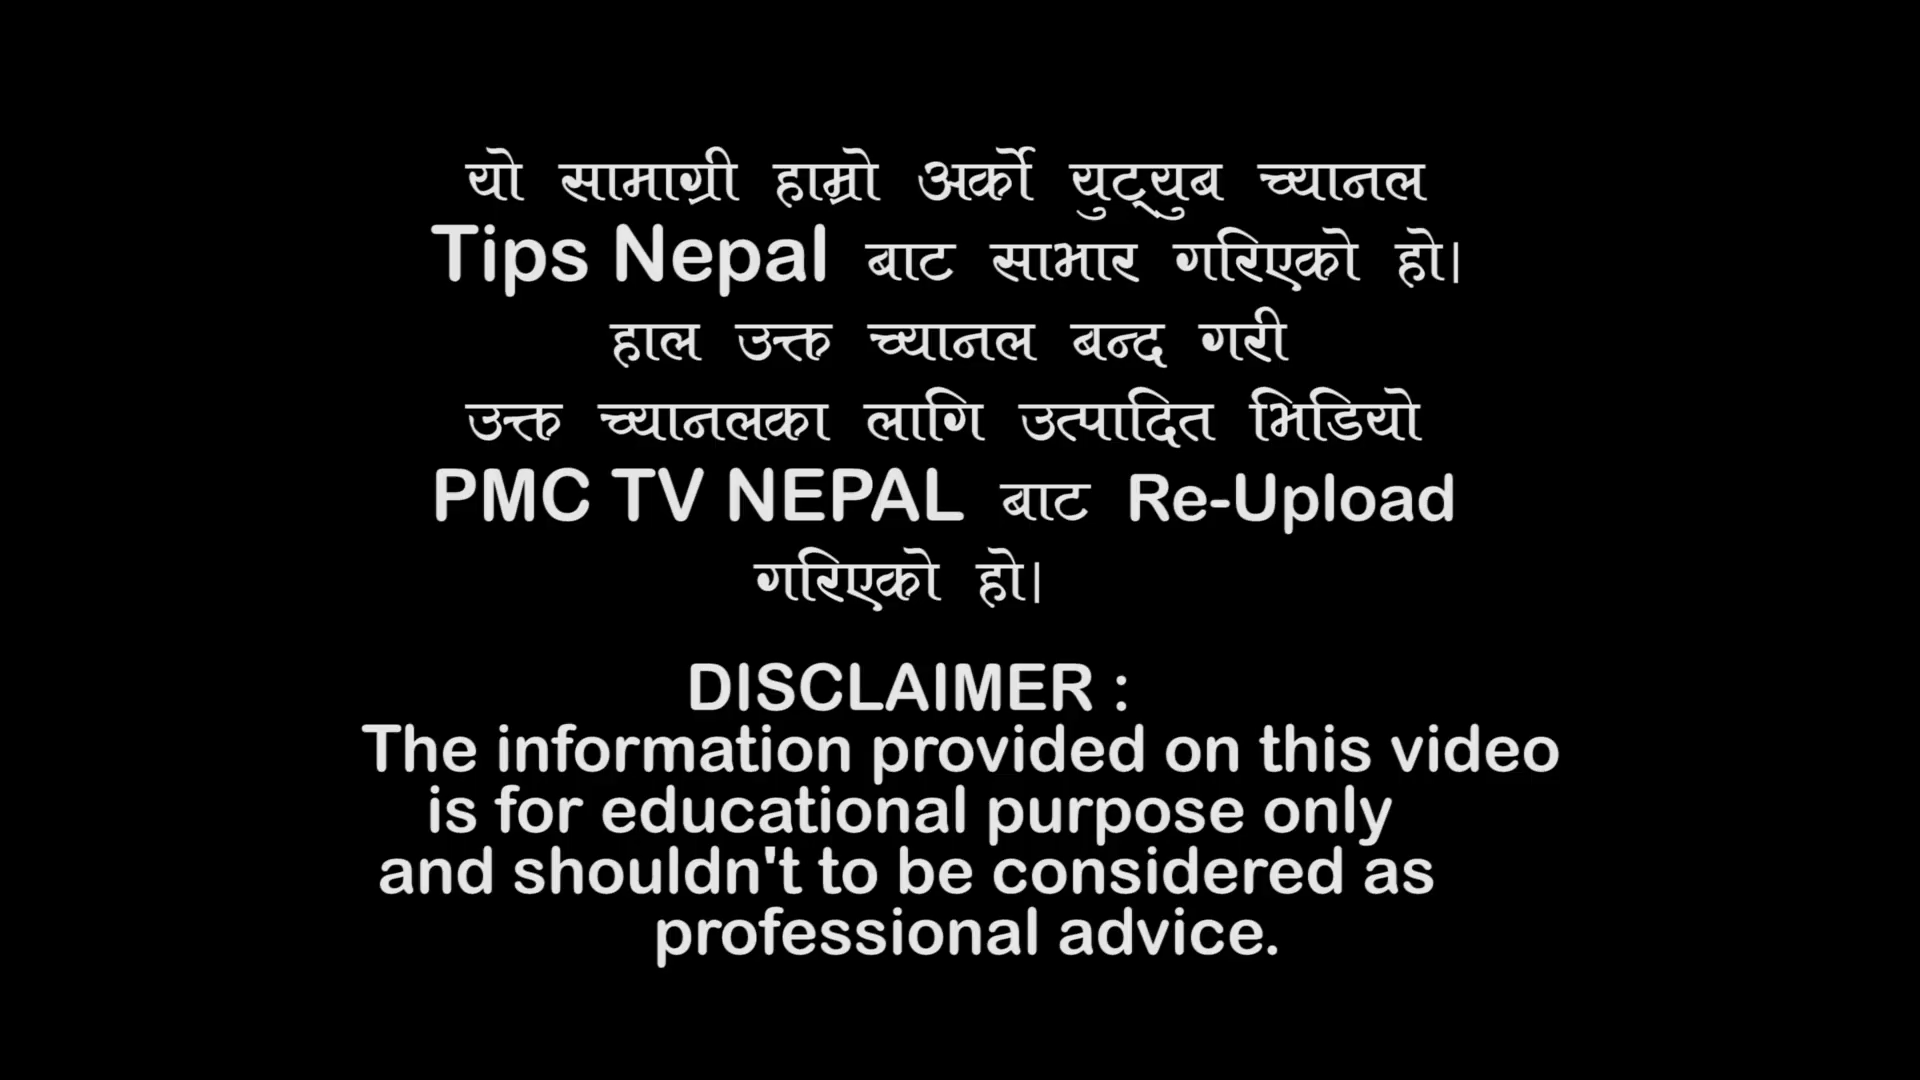 यो सामाग्री हाम्रो अर्को युट्युब च्यानल
Tips Nepal बाट साभार गरिएको हो।
हाल उक्त च्यानल बन्द गरी
उक्त च्यानलका लागि उत्पादित भिडियो
PMC TV NEPAL बाट Re-Upload
गरिएको हो।
DISCLAIMER :
The information provided on this video
is for educational purpose only
and shouldn't to be considered as
professional advice.